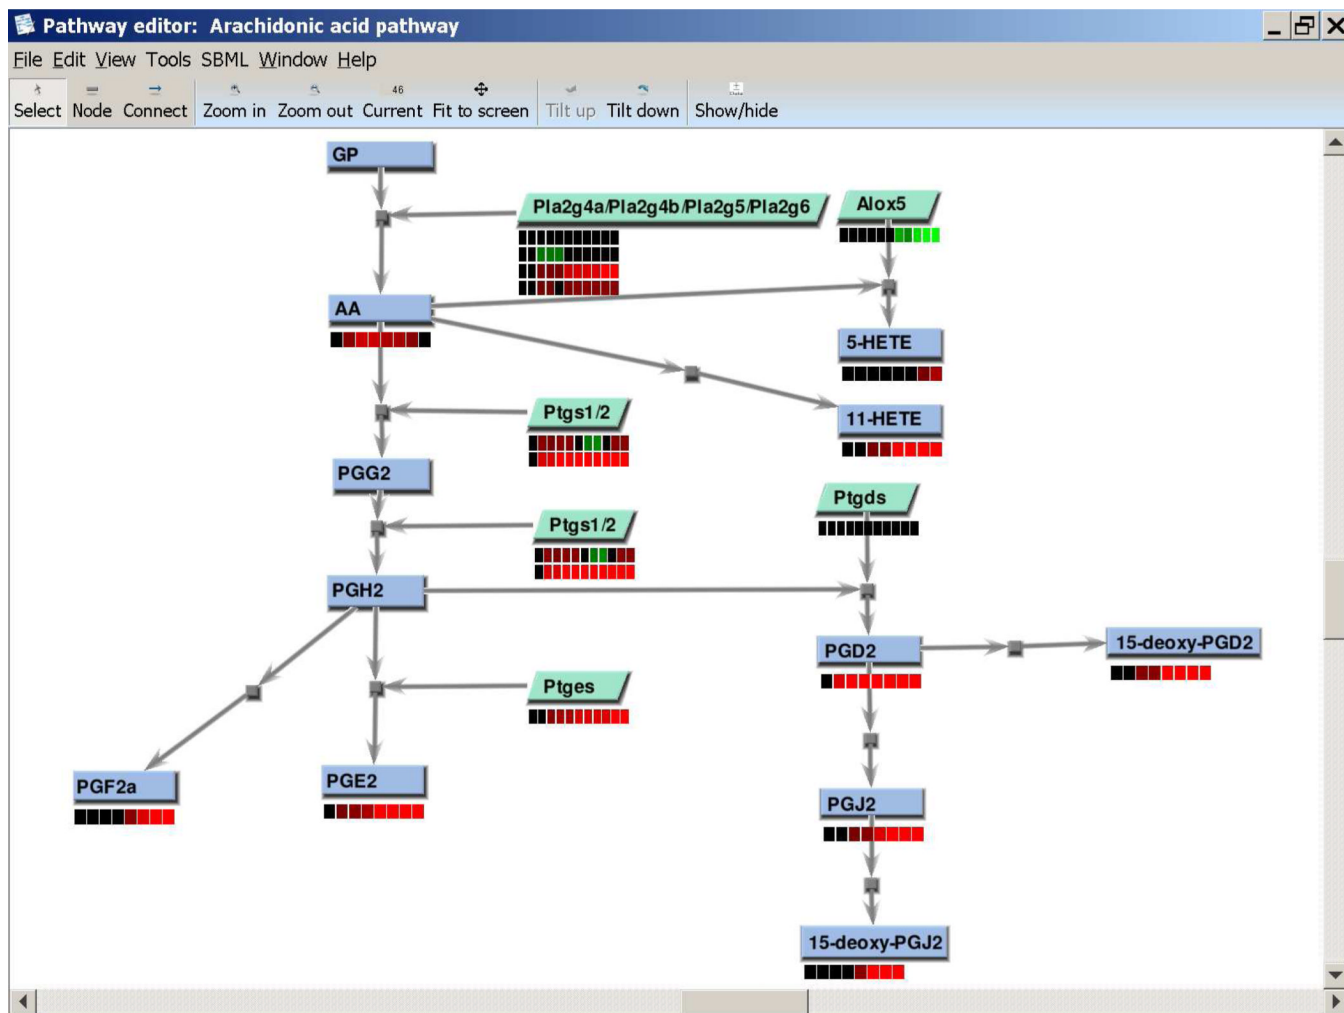 Pathway editor: Arachidonic acid pathway
File Edit View Tools SBML Window Help
46
Select Node Connect Zoom in Zoom out Current Fit to screen Tilt up Tilt down Show/hide
GP
Pla2g4a/Pla2g4b/Pla2g5/Pla2g6
Alox5
AA
5-HETE
11-HETE
Ptgs1/2
PGG2
Ptgds
Ptgs1/2
PGH2
PGD2
15-deoxy-PGD2
Ptges
PGF2a
PGE2
PGJ2
15-deoxy-PGJ2